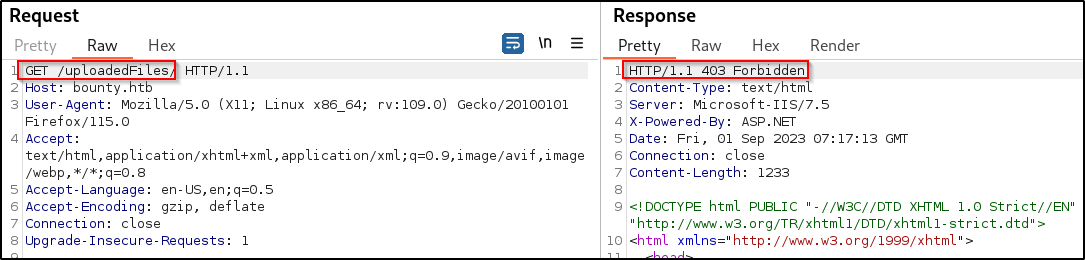 Request
Pretty Raw Hex
\n
1 GET /uploadedFiles/ HTTP/1.1
2 Host: bounty.htb
3 User-Agent: Mozilla/5.0 (X11; Linux x86_64; rv:109.0) Gecko/20100101
Firefox/115.0
4 Accept:
text/html,application/xhtml+xml,application/xml;q=0.9,image/avif,image
/webp,*/*;q=0.8
5 Accept-Language: en-US,en;q=0.5
6 Accept-Encoding: gzip, deflate
7 Connection: close
8 Upgrade-Insecure-Requests: 1
9
Response
Pretty Raw Hex Render
1 HTTP/1.1 403 Forbidden
2 Content-Type: text/html
3 Server: Microsoft-IIS/7.5
4 X-Powered-By: ASP.NET
5 Date: Fri, 01 Sep 2023 07:17:13 GMT
6 Connection: close
7 Content-Length: 1233
8
9 <!DOCTYPE html PUBLIC "-//W3C//DTD XHTML 1.0 Strict//EN"
"http://www.w3.org/TR/xhtml1/DTD/xhtml1-strict.dtd">
10 <html xmlns="http://www.w3.org/1999/xhtml">
11 <head>